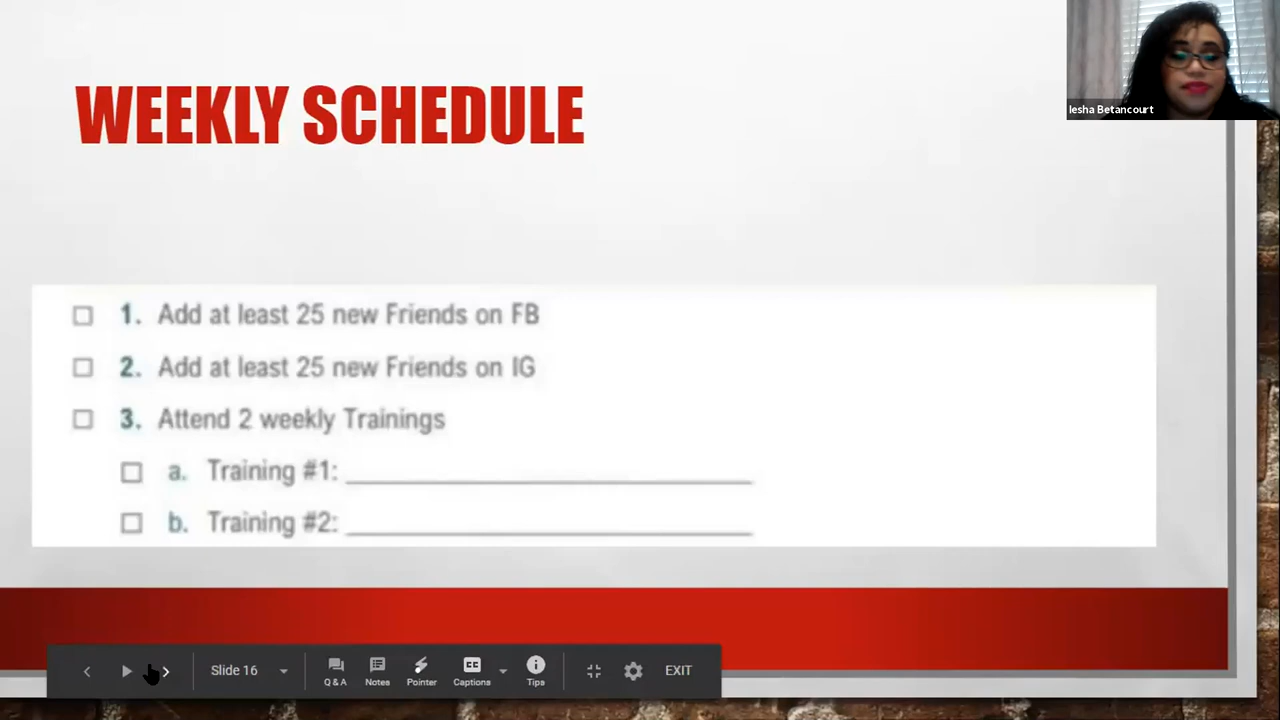 WEEKLY SCHEDULE
Iesha Betancourt
1. Add at least 25 new Friends on FB
2. Add at least 25 new Friends on IG
3. Attend 2 weekly Trainings
a. Training #1:
b. Training #2:
Slide 16
Q & A
Notes
Pointer
Captions
Tips
EXIT